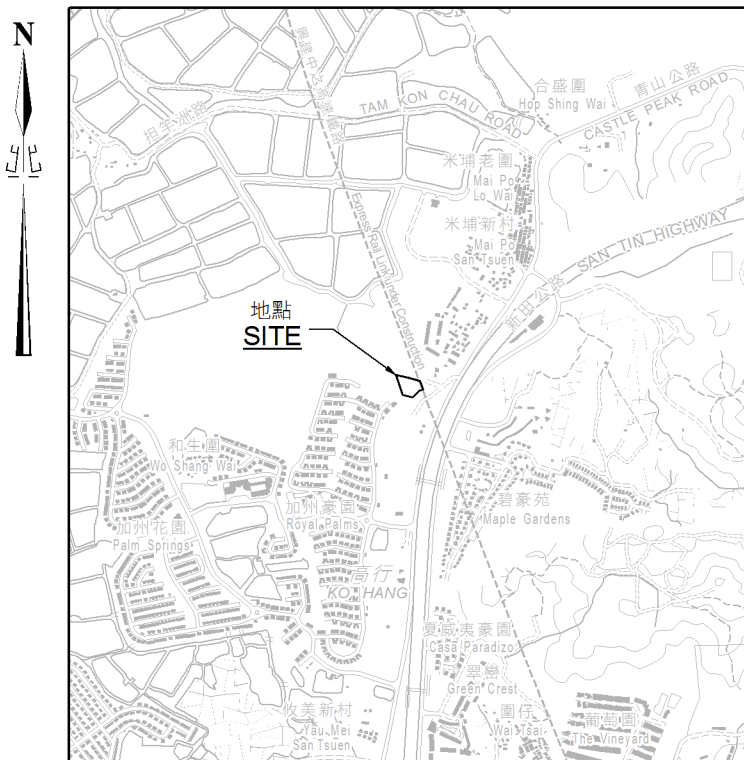 N
合盛圍
Hop Shing Wai
青山公路
CASTLE PEAK ROAD
TAM KON CHAU ROAD
担竿洲路
米埔老圍
Mai Po
Lo Wai
米埔新村
Mai Po
San Tsuen
Express Rail Link under Construction
新田公路
SAN TIN HIGHWAY
地點
SITE
和生圍
Wo Shang Wai
加州豪園
Royal Palms
加州花園
Palm Springs
碧豪苑
Maple Gardens
高行
KO HANG
夏威夷豪園
Casa Paradizo
翠巒
Green Crest
攸美新村
Yau Mei
San Tsuen
圍仔
Wai Tsai
葡萄園
The Vineyard